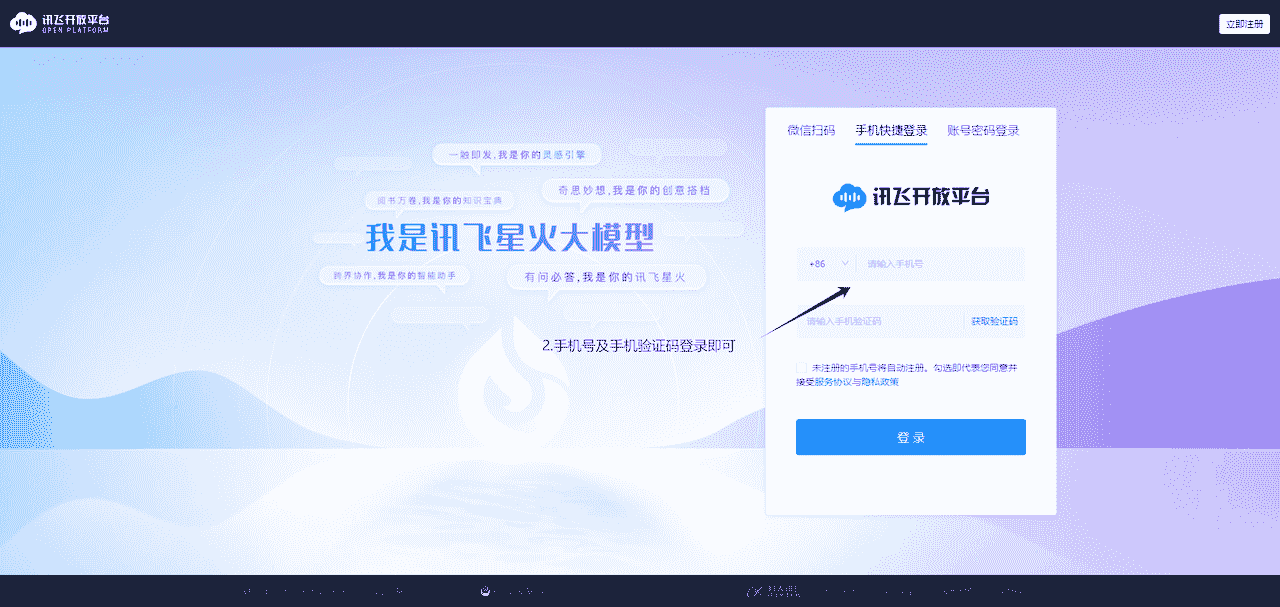 讯飞开放平台
OPEN PLATFORM
立即注册
一触即发,我是你的灵感引擎
奇思妙想,我是你的创意搭档
阅书万卷,我是你的知识宝典
我是讯飞星火大模型
跨界协作,我是你的智能助手
有问必答,我是你的讯飞星火
2.手机号及手机验证码登录即可
微信扫码 手机快捷登录 账号密码登录
讯飞开放平台
+86 请输入手机号
请输入手机验证码 获取验证码
未注册的手机号将自动注册。勾选即代表您同意并
接受服务协议与隐私政策
登录